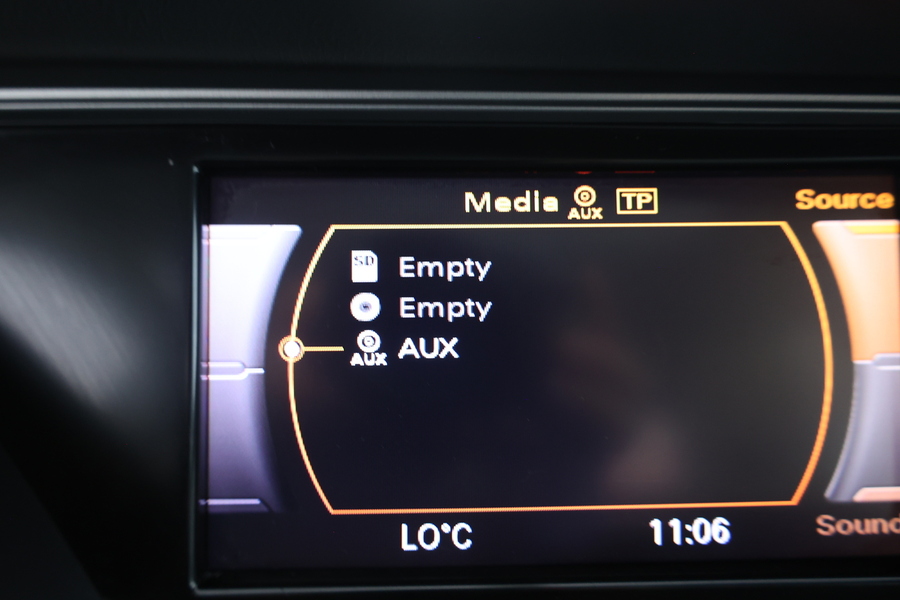 Media AUX TP Source
SD Empty
Empty
AUX AUX
LO°C 11:06 Sound